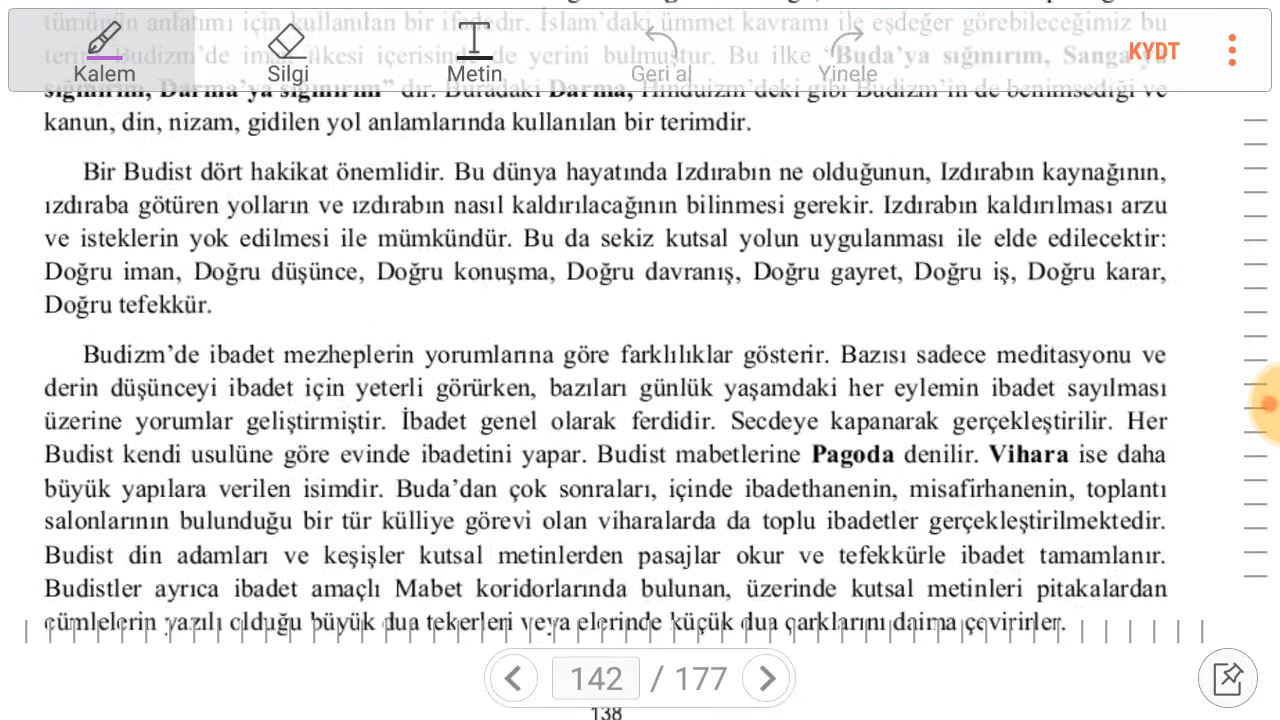 tümünün anlatımı için kullanılan bir ifadedir. İslam'daki ümmet kavramı ile eşdeğer görebileceğimiz bu
terim Budizm'de iman ilkesi içerisinde de yerini bulmuştur. Bu ilke "Buda'ya sığınırım, Sanga'ya
sığınırım, Darma'ya sığınırım" dır. Buradaki Darma, Hinduizm'deki gibi Budizm'in de benimsediği ve
kanun, din, nizam, gidilen yol anlamlarında kullanılan bir terimdir.
Kalem
Silgi
Metin
Geri al
Yinele
KYDT
Bir Budist dört hakikat önemlidir. Bu dünya hayatında Izdırabın ne olduğunun, Izdırabın kaynağının,
ızdıraba götüren yolların ve ızdırabın nasıl kaldırılacağının bilinmesi gerekir. Izdırabın kaldırılması arzu
ve isteklerin yok edilmesi ile mümkündür. Bu da sekiz kutsal yolun uygulanması ile elde edilecektir:
Doğru iman, Doğru düşünce, Doğru konuşma, Doğru davranış, Doğru gayret, Doğru iş, Doğru karar,
Doğru tefekkür.
Budizm'de ibadet mezheplerin yorumlarına göre farklılıklar gösterir. Bazısı sadece meditasyonu ve
derin düşünceyi ibadet için yeterli görürken, bazıları günlük yaşamdaki her eylemin ibadet sayılması
üzerine yorumlar geliştirmiştir. İbadet genel olarak ferdidir. Secdeye kapanarak gerçekleştirilir. Her
Budist kendi usulüne göre evinde ibadetini yapar. Budist mabetlerine Pagoda denilir. Vihara ise daha
büyük yapılara verilen isimdir. Buda'dan çok sonraları, içinde ibadethanenin, misafirhanenin, toplantı
salonlarının bulunduğu bir tür külliye görevi olan viharalarda da toplu ibadetler gerçekleştirilmektedir.
Budist din adamları ve keşişler kutsal metinlerden pasajlar okur ve tefekkürle ibadet tamamlanır.
Budistler ayrıca ibadet amaçlı Mabet koridorlarında bulunan, üzerinde kutsal metinleri pitakalardan
cümlelerin yazılı olduğu büyük dua tekerleri veya elerinde küçük dua çarklarını daima çevirirler.
142 / 177
138